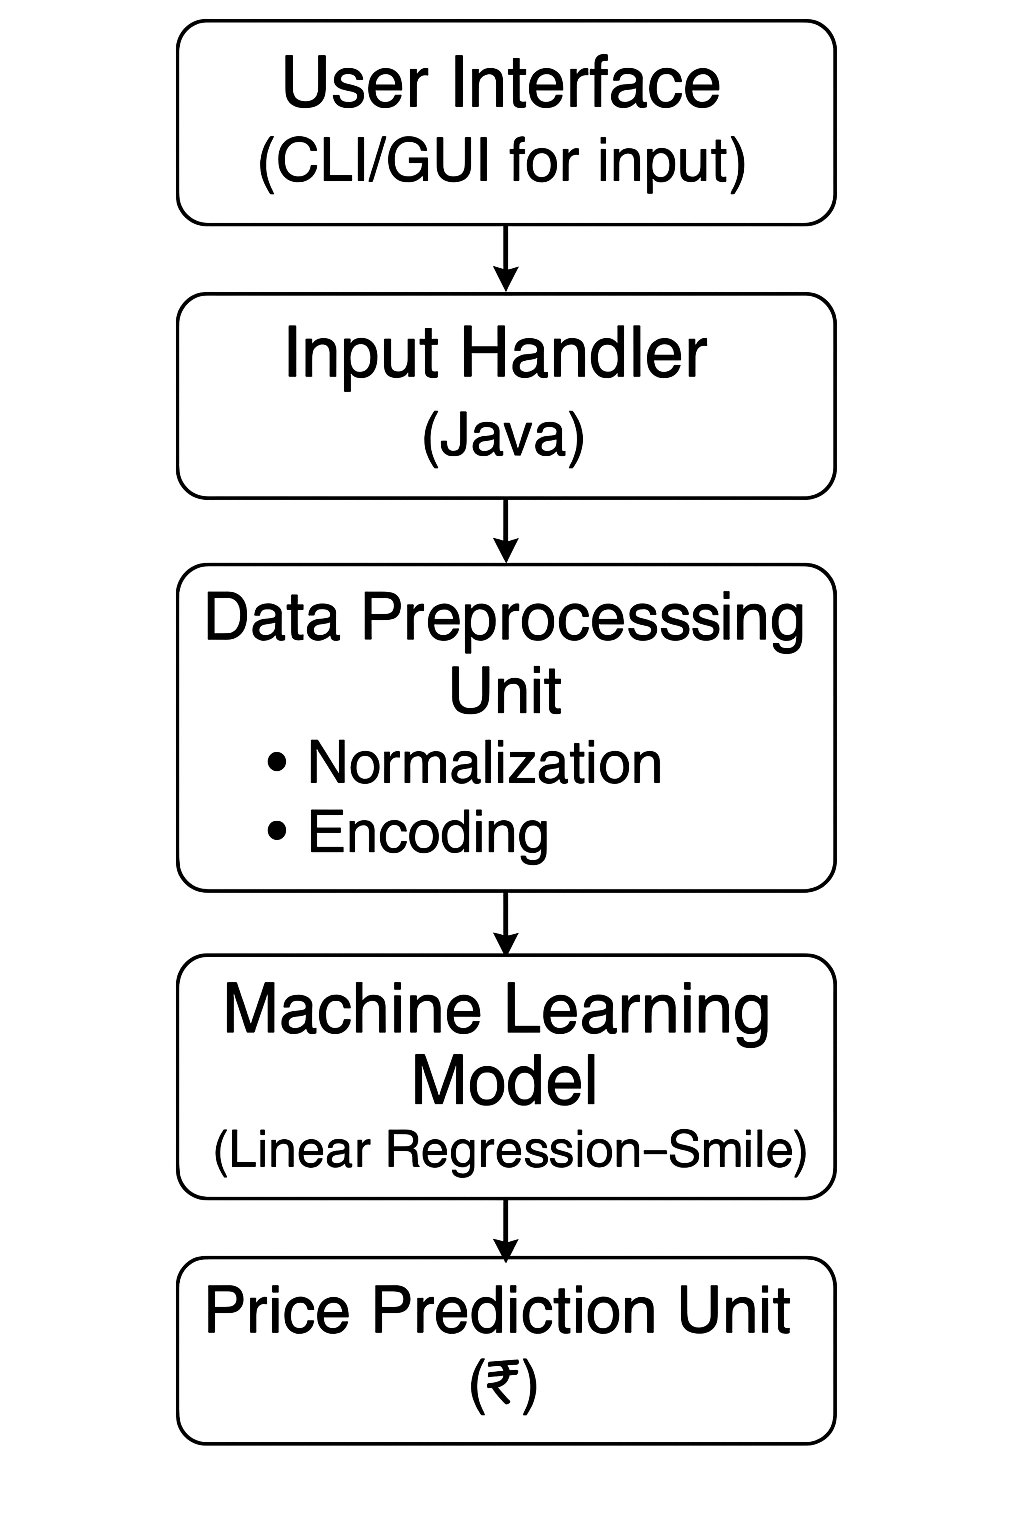 User Interface
(CLI/GUI for input)
Input Handler
(Java)
Data Preprocesssing
Unit
• Normalization
• Encoding
Machine Learning
Model
(Linear Regression–Smile)
Price Prediction Unit
(₹)